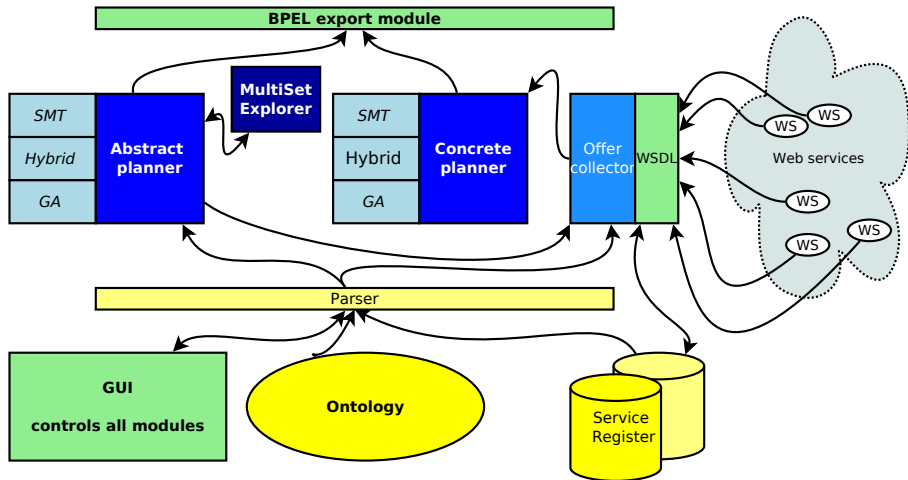 BPEL export module
SMT
Hybrid
GA
Abstract
planner
MultiSet
Explorer
SMT
Hybrid
GA
Concrete
planner
Offer
collector
WSDL
WS
WS
Web services
WS
WS
WS
Parser
GUI
controls all modules
Ontology
Service
Register